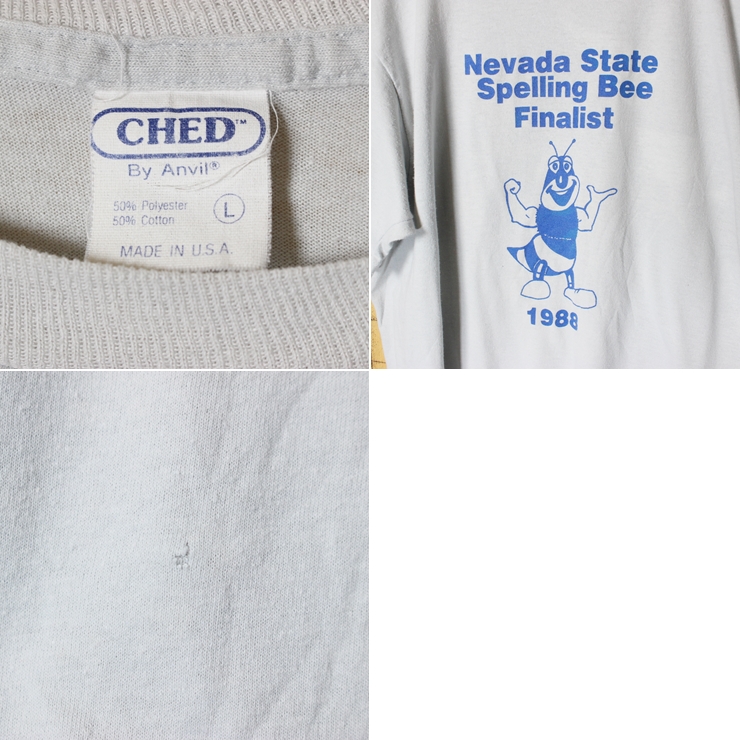 CHED™
By Anvil®
50% Polyester
50% Cotton
L
MADE IN U.S.A.
Nevada State
Spelling Bee
Finalist
1988